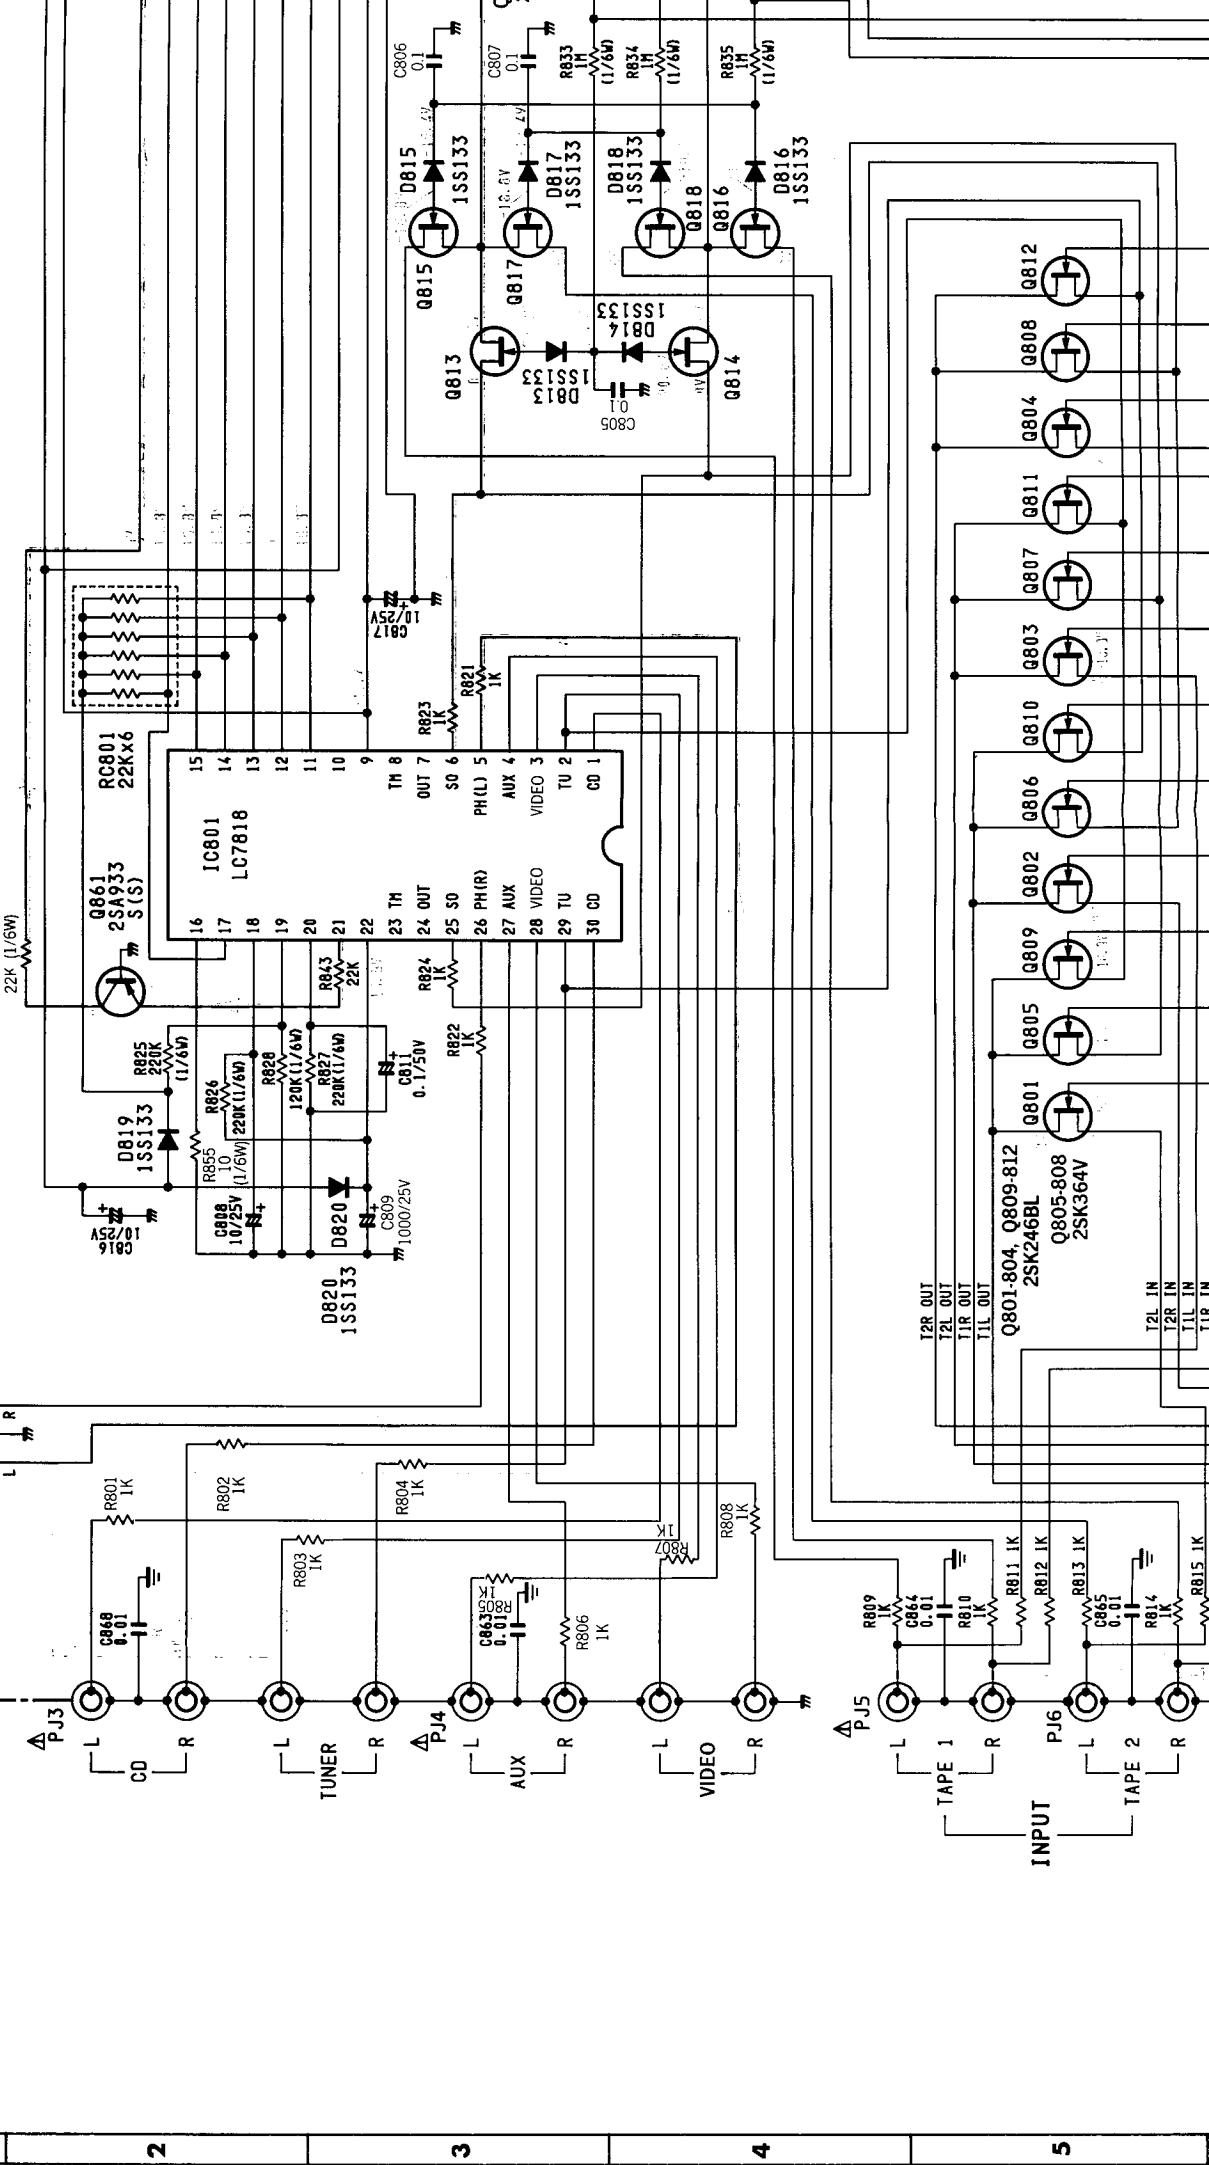 C806
0.1
C807
0.1
R833
1M
(1/6W)
R834
1M
(1/6W)
R835
1M
(1/6W)
D815
1SS133
D817
1SS133
D818
1SS133
D816
1SS133
-18.8V
Q815
Q817
Q818
Q816
Q813
D813
1SS133
D814
1SS133
Q814
C805
0.1
Q812
Q808
Q804
Q811
Q807
Q803
Q810
Q806
Q802
Q809
Q805
Q801
C817
10/25V
R821
1K
R823
1K
RC801
22KX6
15
14
13
12
11
10
9
TM 8
OUT 7
SO 6
PH(L) 5
AUX 4
VIDEO 3
TU 2
CD 1
IC801
LC7818
16
17
18
19
20
21
22
23 TM
24 OUT
25 SO
26 PH(R)
27 AUX
28 VIDEO
29 TU
30 CD
22K (1/6W)
Q861
2SA933
S(S)
R843
22K
R824
1K
R822
1K
R825
220K
(1/6W)
R826
220K(1/6W)
R828
120K(1/6W)
R827
220K(1/6W)
C811
0.1/50V
D819
1SS133
R855
10
(1/6W)
C816
10/25V
C808
10/25V
D820
C809
1000/25V
D820
1SS133
Q801-804, Q809-812
2SK246BL
Q805-808
2SK364V
T2R OUT
T2L OUT
T1R OUT
T1L OUT
T2L IN
T2R IN
T1L IN
T1R IN
R
L
R801
1K
R802
1K
R803
1K
R804
1K
R805
1K
R806
1K
R807
1K
R808
1K
C868
0.01
C863
0.01
R809
1K
C864
0.01
R810
1K
R811 1K
R812 1K
R813 1K
C865
0.01
R814
1K
R815 1K
PJ3
L
R
CD
L
R
TUNER
PJ4
L
R
AUX
L
R
VIDEO
PJ5
L
R
TAPE 1
PJ6
L
R
TAPE 2
INPUT
2
3
4
5